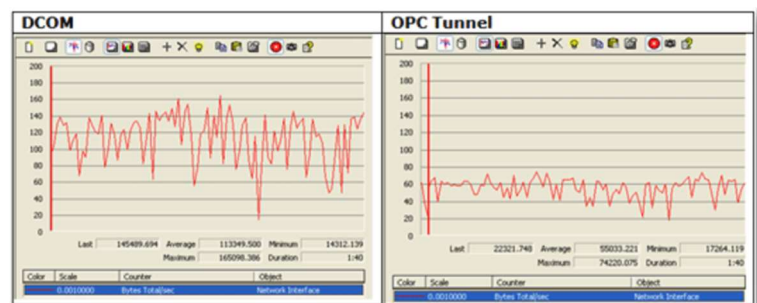 DCOM
200
180
160
140
120
100
80
60
40
20
0
Last 145489.694 Average 113349.500 Minimum 14312.139
Maximum 165098.386 Duration 1:40
Color Scale Counter Object
0.0010000 Bytes Total/sec Network Interface
OPC Tunnel
200
180
160
140
120
100
80
60
40
20
0
Last 22321.748 Average 55033.221 Minimum 17264.119
Maximum 74220.075 Duration 1:40
Color Scale Counter Object
0.0010000 Bytes Total/sec Network Interface